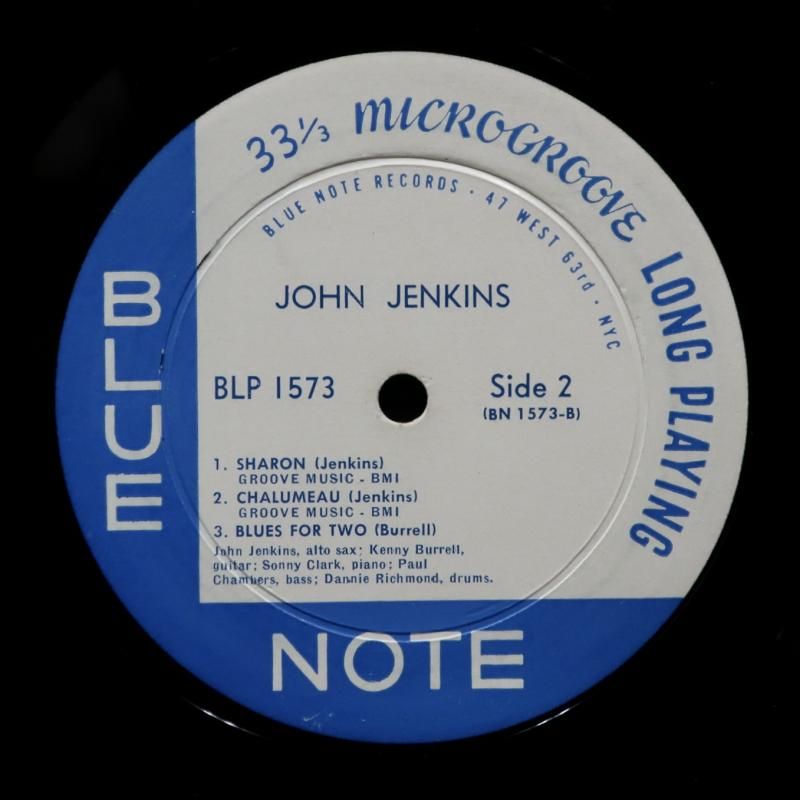 33⅓ MICROGROOVE LONG PLAYING
BLUE NOTE RECORDS · 47 WEST 63rd · NYC
JOHN JENKINS
BLP 1573
Side 2
(BN 1573-B)
1. SHARON (Jenkins)
GROOVE MUSIC - BMI
2. CHALUMEAU (Jenkins)
GROOVE MUSIC - BMI
3. BLUES FOR TWO (Burrell)
John Jenkins, alto sax; Kenny Burrell,
guitar; Sonny Clark, piano; Paul
Chambers, bass; Dannie Richmond, drums.
BLUE
NOTE